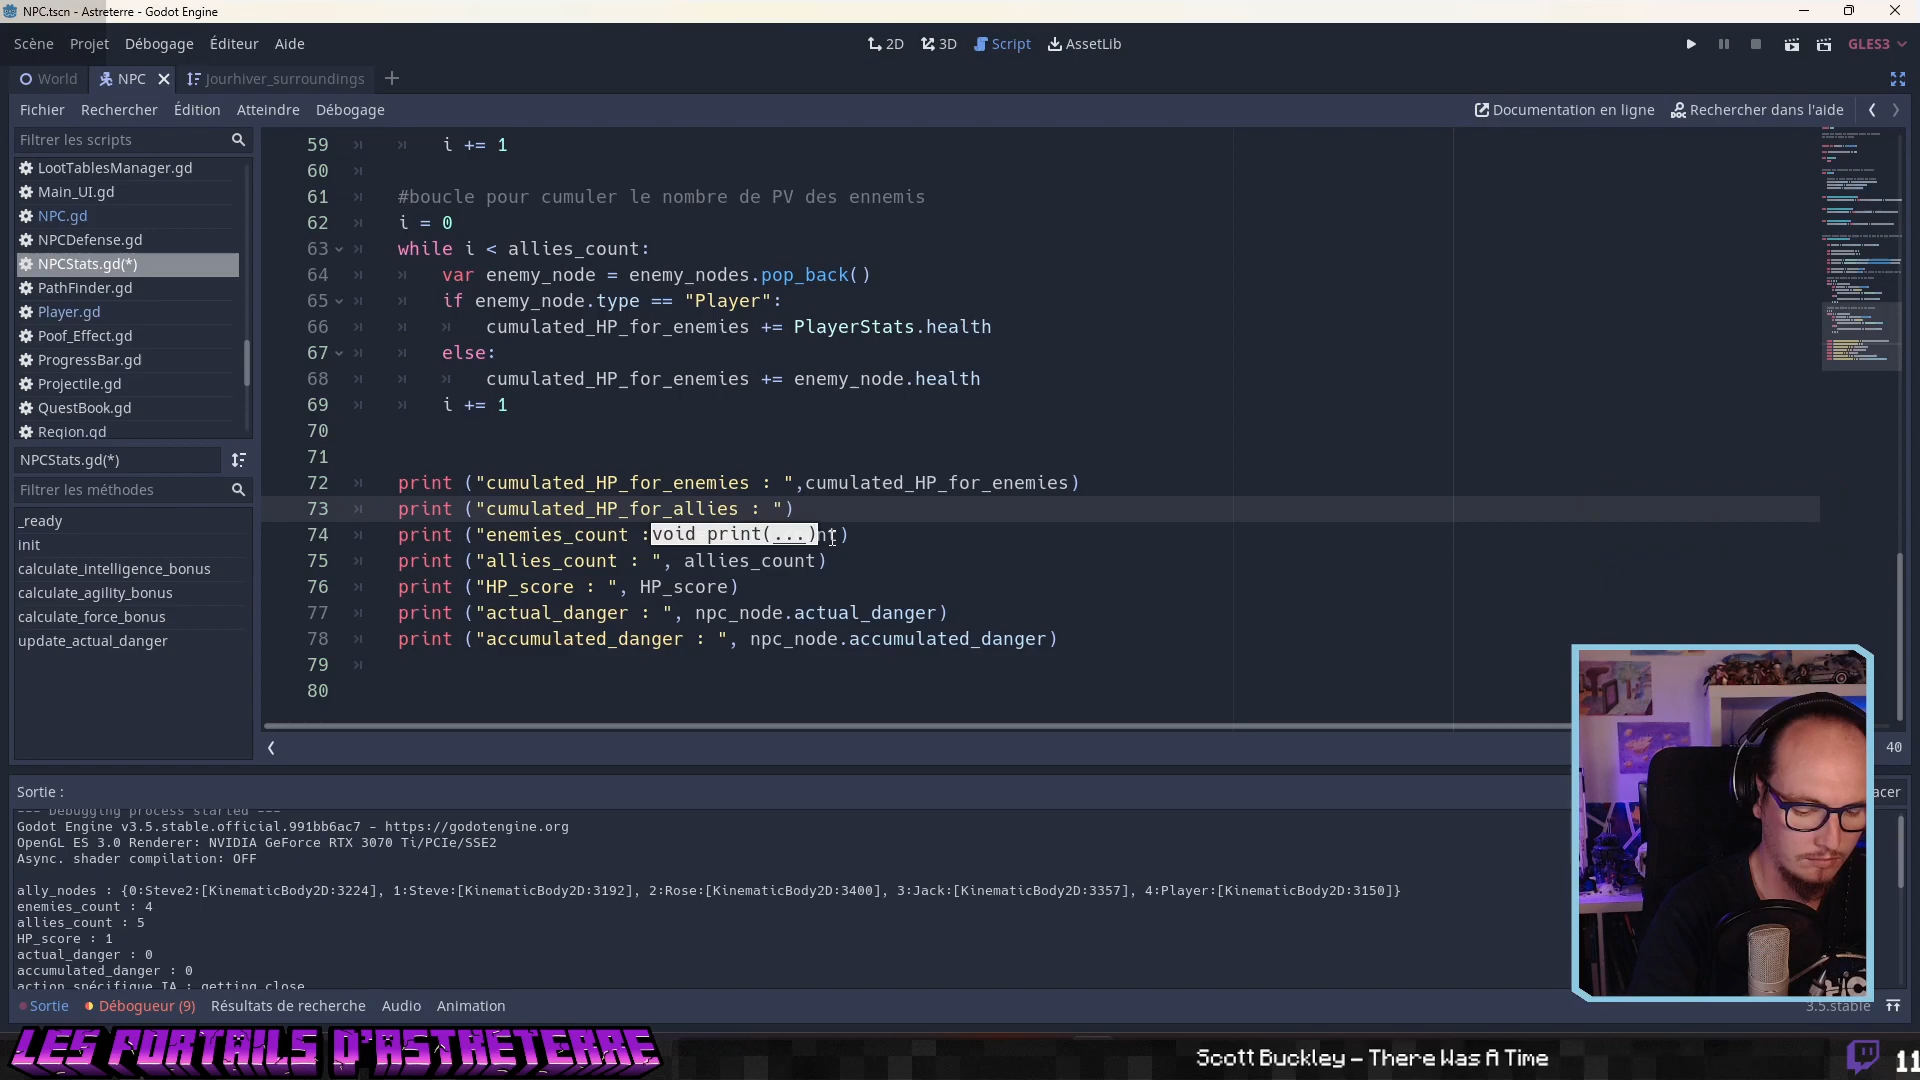 NPC.tscn - Astreterre - Godot Engine
Scène Projet Débogage Éditeur Aide
2D 3D Script AssetLib
GLES3
World NPC Jourhiver_surroundings
Fichier Rechercher Édition Atteindre Débogage
Documentation en ligne Rechercher dans l'aide
Filtrer les scripts
LootTablesManager.gd
Main_UI.gd
NPC.gd
NPCDefense.gd
NPCStats.gd(*)
PathFinder.gd
Player.gd
Poof_Effect.gd
ProgressBar.gd
Projectile.gd
QuestBook.gd
Region.gd
NPCStats.gd(*)
Filtrer les méthodes
_ready
init
calculate_intelligence_bonus
calculate_agility_bonus
calculate_force_bonus
update_actual_danger
59 i += 1
60
61 #boucle pour cumuler le nombre de PV des ennemis
62 i = 0
63 while i < allies_count:
64 var enemy_node = enemy_nodes.pop_back()
65 if enemy_node.type == "Player":
66 cumulated_HP_for_enemies += PlayerStats.health
67 else:
68 cumulated_HP_for_enemies += enemy_node.health
69 i += 1
70
71
72 print ("cumulated_HP_for_enemies : ",cumulated_HP_for_enemies)
73 print ("cumulated_HP_for_allies : ")
74 print ("enemies_count : void print(...) nt)
75 print ("allies_count : ", allies_count)
76 print ("HP_score : ", HP_score)
77 print ("actual_danger : ", npc_node.actual_danger)
78 print ("accumulated_danger : ", npc_node.accumulated_danger)
79
80
40
Sortie :
acer
--- Debugging process started ---
Godot Engine v3.5.stable.official.991bb6ac7 - https://godotengine.org
OpenGL ES 3.0 Renderer: NVIDIA GeForce RTX 3070 Ti/PCIe/SSE2
Async. shader compilation: OFF
ally_nodes : {0:Steve2:[KinematicBody2D:3224], 1:Steve:[KinematicBody2D:3192], 2:Rose:[KinematicBody2D:3400], 3:Jack:[KinematicBody2D:3357], 4:Player:[KinematicBody2D:3150]}
enemies_count : 4
allies_count : 5
HP_score : 1
actual_danger : 0
accumulated_danger : 0
action spécifique IA : getting close
Sortie Débogueur (9) Résultats de recherche Audio Animation
3.5.stable
LES PORTAILS D'ASTRETERRE
Scott Buckley – There Was A Time
11